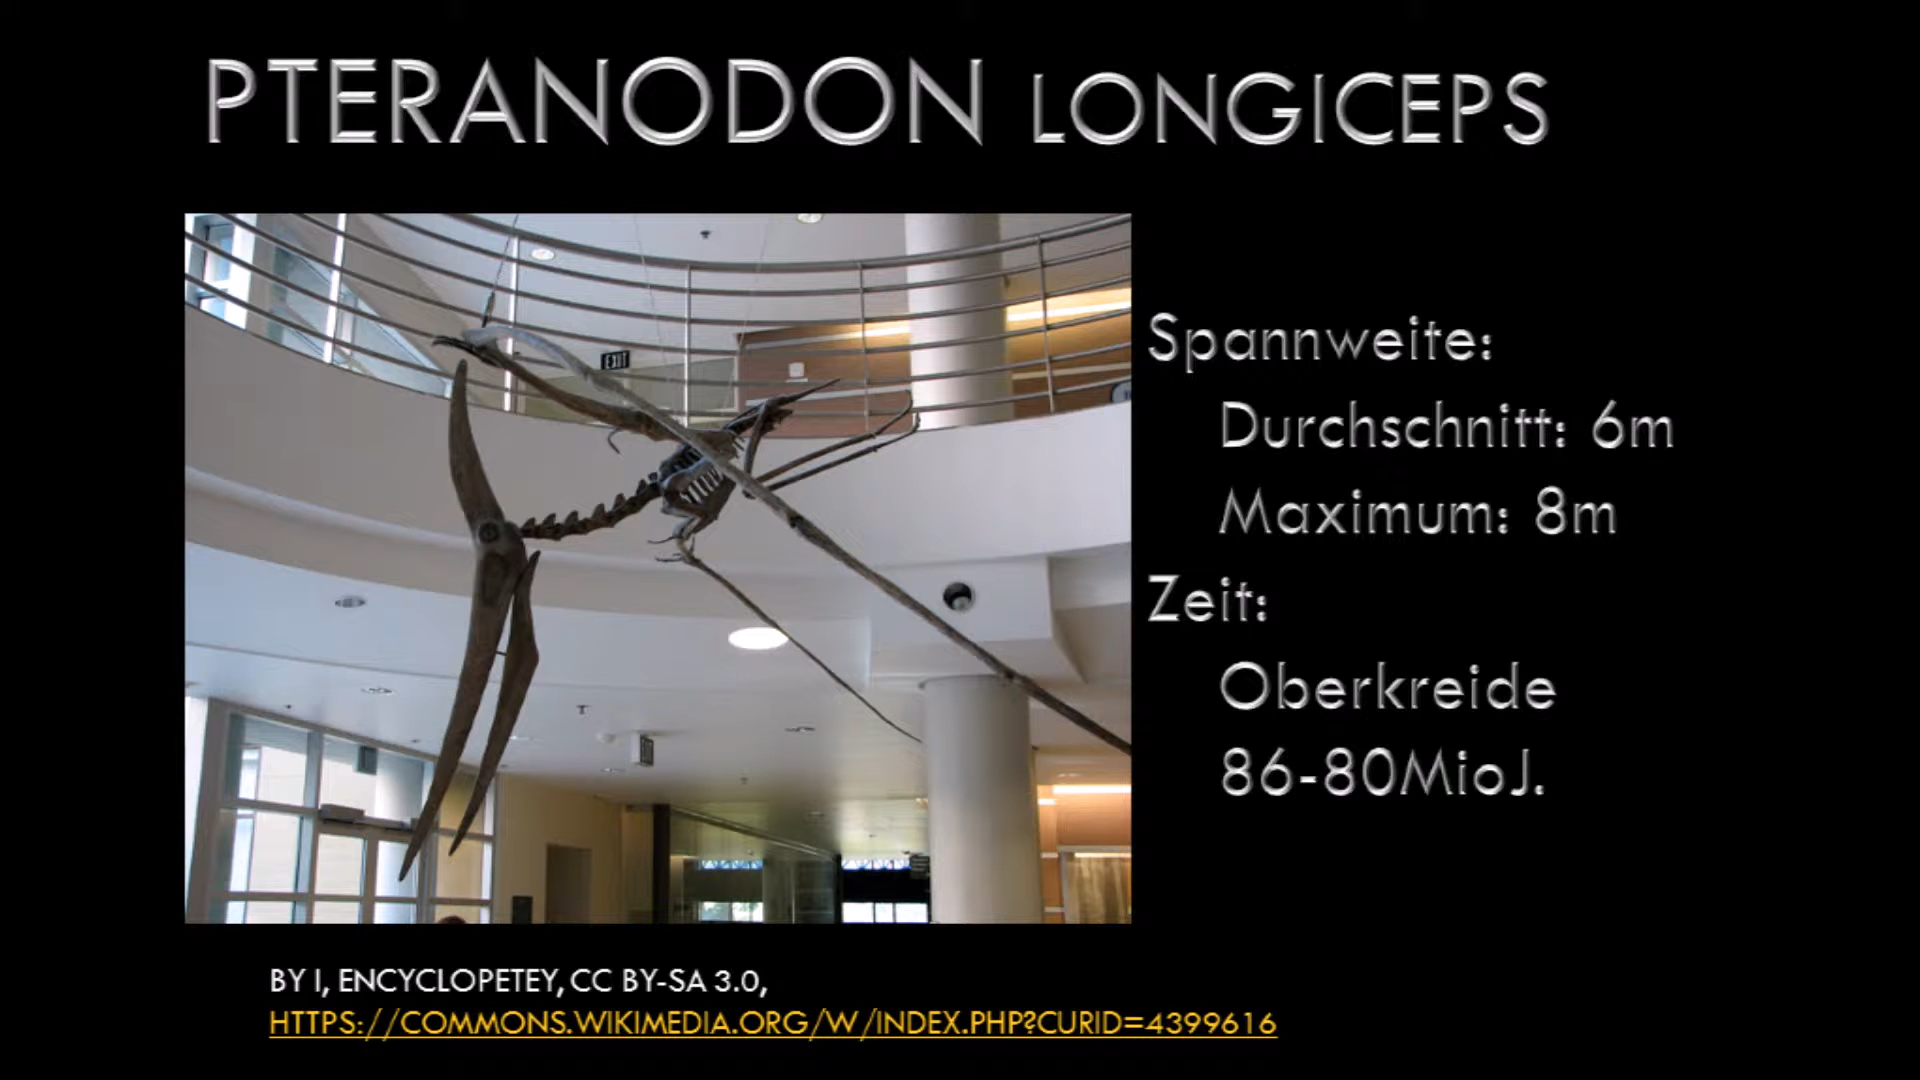 PTERANODON LONGICEPS
EXIT
Spannweite:
Durchschnitt: 6m
Maximum: 8m
Zeit:
Oberkreide
86-80MioJ.
BY I, ENCYCLOPETEY, CC BY-SA 3.0,
HTTPS://COMMONS.WIKIMEDIA.ORG/W/INDEX.PHP?CURID=4399616